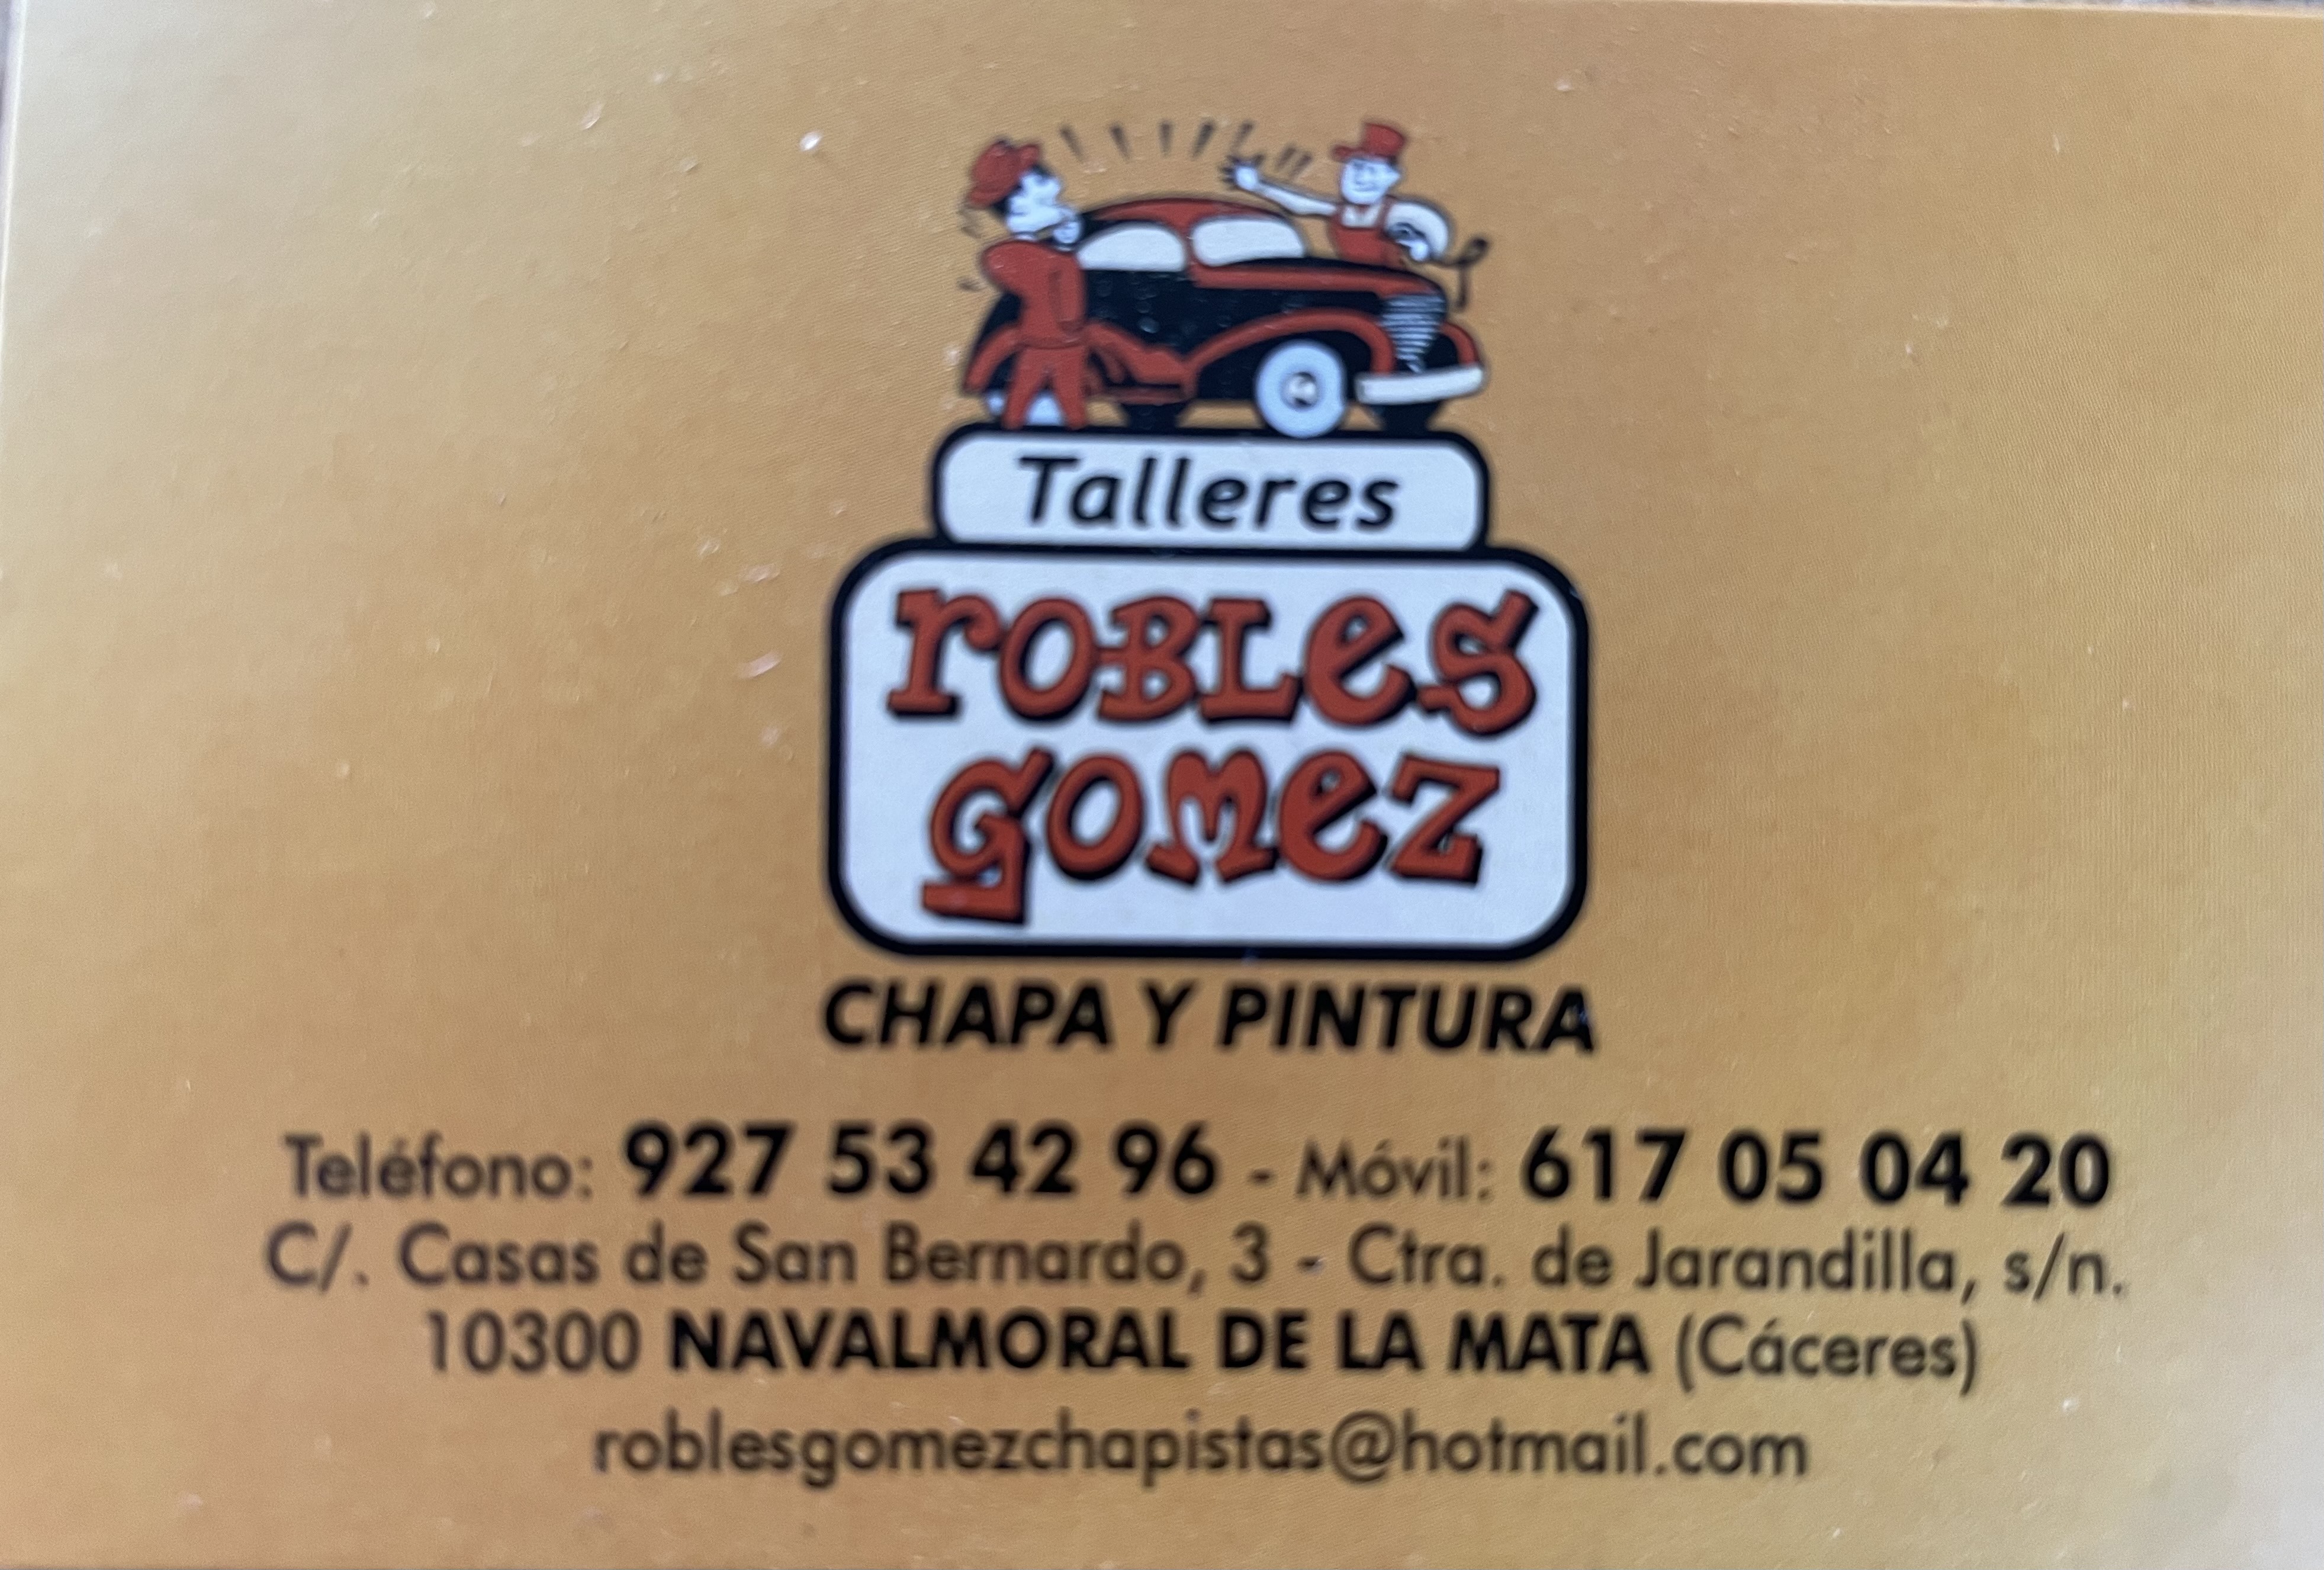 Talleres
roBLes
gomez
CHAPA Y PINTURA
Teléfono: 927 53 42 96 - Móvil: 617 05 04 20
C/. Casas de San Bernardo, 3 - Ctra. de Jarandilla, s/n.
10300 NAVALMORAL DE LA MATA (Cáceres)
roblesgomezchapistas@hotmail.com